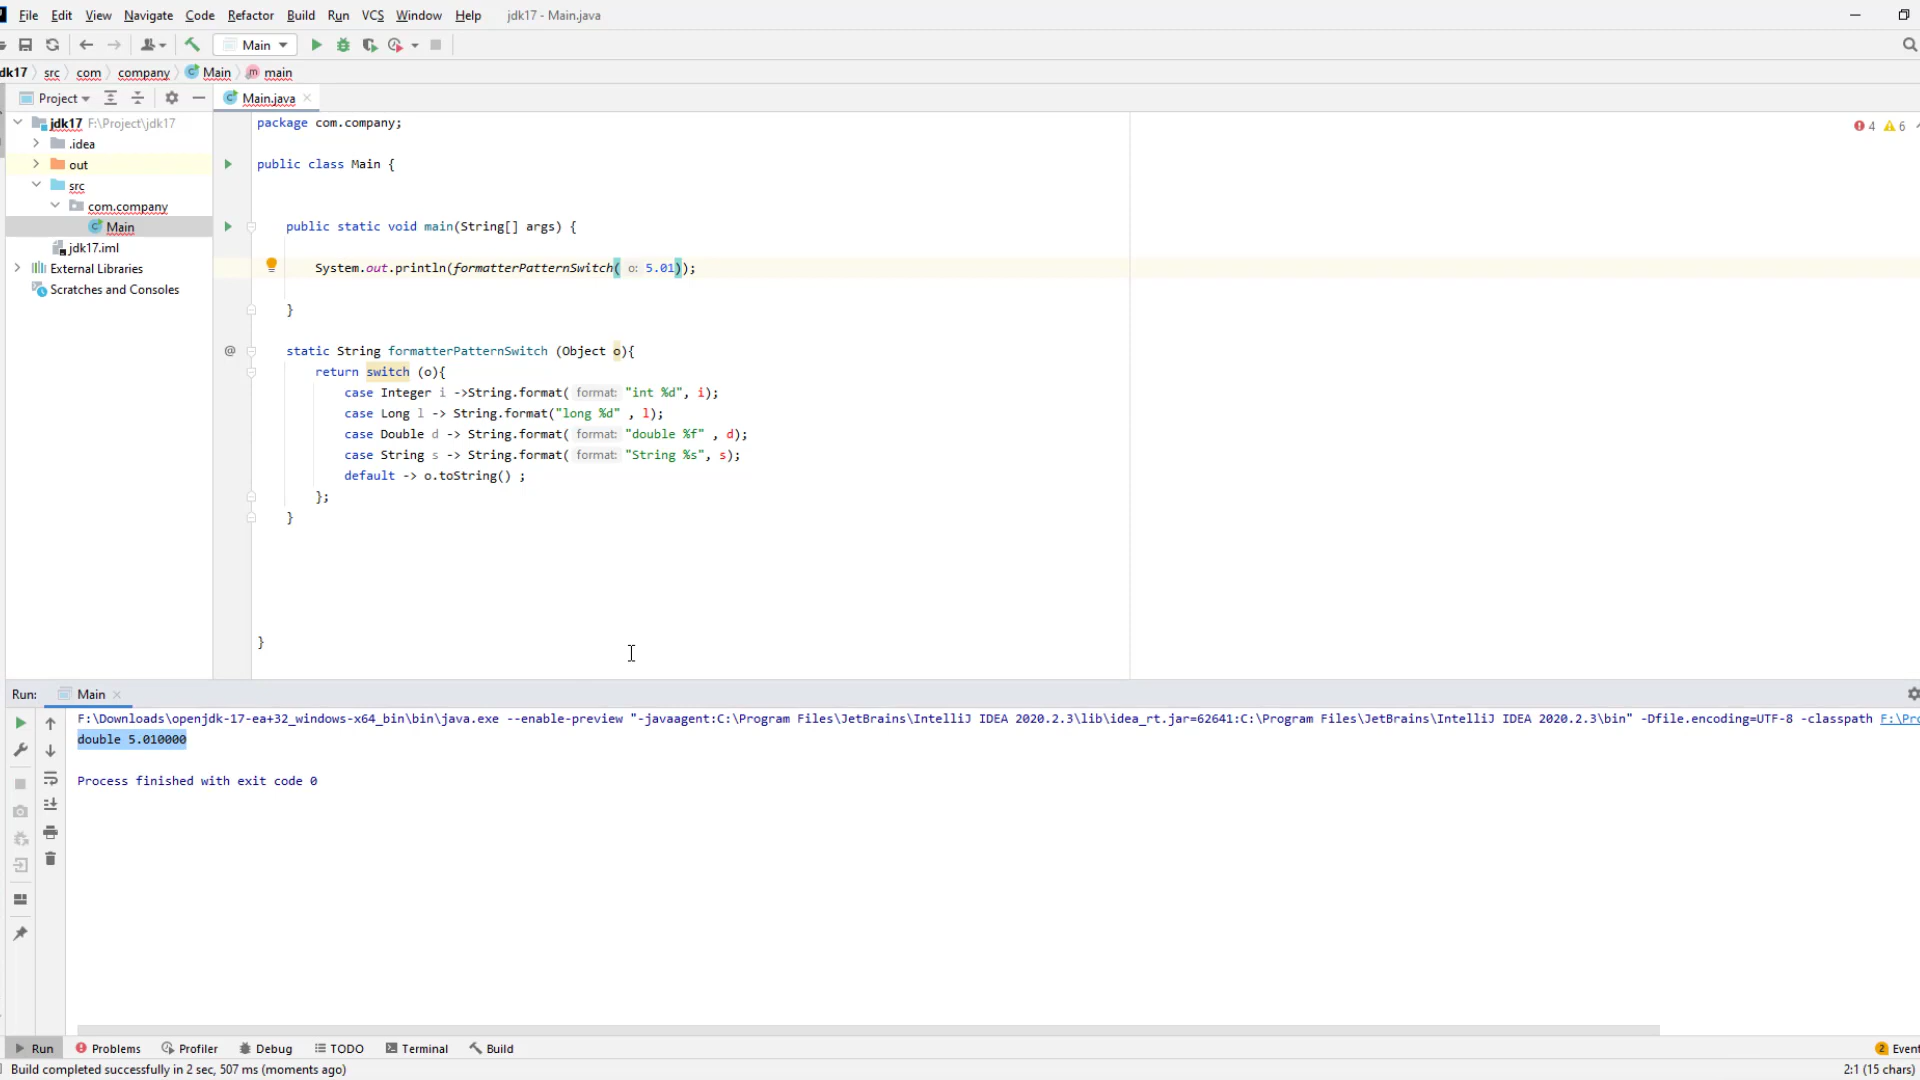 File Edit View Navigate Code Refactor Build Run VCS Window Help jdk17 - Main.java
Main
dk17 src com company Main main
Project
Main.java
jdk17 F:\Project\jdk17
.idea
out
src
com.company
Main
jdk17.iml
External Libraries
Scratches and Consoles
4 6
package com.company;
public class Main {
public static void main(String[] args) {
System.out.println(formatterPatternSwitch( o: 5.01));
}
@
static String formatterPatternSwitch (Object o){
return switch (o){
case Integer i ->String.format( format: "int %d", i);
case Long l -> String.format("long %d" , l);
case Double d -> String.format( format: "double %f" , d);
case String s -> String.format( format: "String %s", s);
default -> o.toString() ;
};
}
}
Run: Main
F:\Downloads\openjdk-17-ea+32_windows-x64_bin\bin\java.exe --enable-preview "-javaagent:C:\Program Files\JetBrains\IntelliJ IDEA 2020.2.3\lib\idea_rt.jar=62641:C:\Program Files\JetBrains\IntelliJ IDEA 2020.2.3\bin" -Dfile.encoding=UTF-8 -classpath F:\Pro
double 5.010000
Process finished with exit code 0
Run Problems Profiler Debug TODO Terminal Build 2 Event
Build completed successfully in 2 sec, 507 ms (moments ago) 2:1 (15 chars)